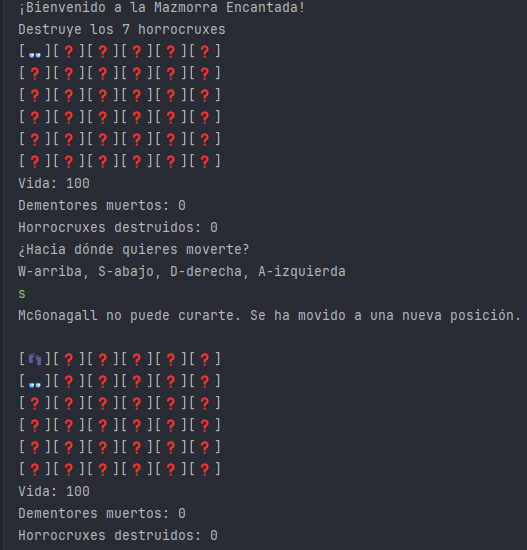 ¡Bienvenido a la Mazmorra Encantada!
Destruye los 7 horrocruxes
[👓][❓][❓][❓][❓][❓]
[❓][❓][❓][❓][❓][❓]
[❓][❓][❓][❓][❓][❓]
[❓][❓][❓][❓][❓][❓]
[❓][❓][❓][❓][❓][❓]
[❓][❓][❓][❓][❓][❓]
Vida: 100
Dementores muertos: 0
Horrocruxes destruidos: 0
¿Hacia dónde quieres moverte?
W-arriba, S-abajo, D-derecha, A-izquierda
s
McGonagall no puede curarte. Se ha movido a una nueva posición.
[👣][❓][❓][❓][❓][❓]
[👓][❓][❓][❓][❓][❓]
[❓][❓][❓][❓][❓][❓]
[❓][❓][❓][❓][❓][❓]
[❓][❓][❓][❓][❓][❓]
[❓][❓][❓][❓][❓][❓]
Vida: 100
Dementores muertos: 0
Horrocruxes destruidos: 0